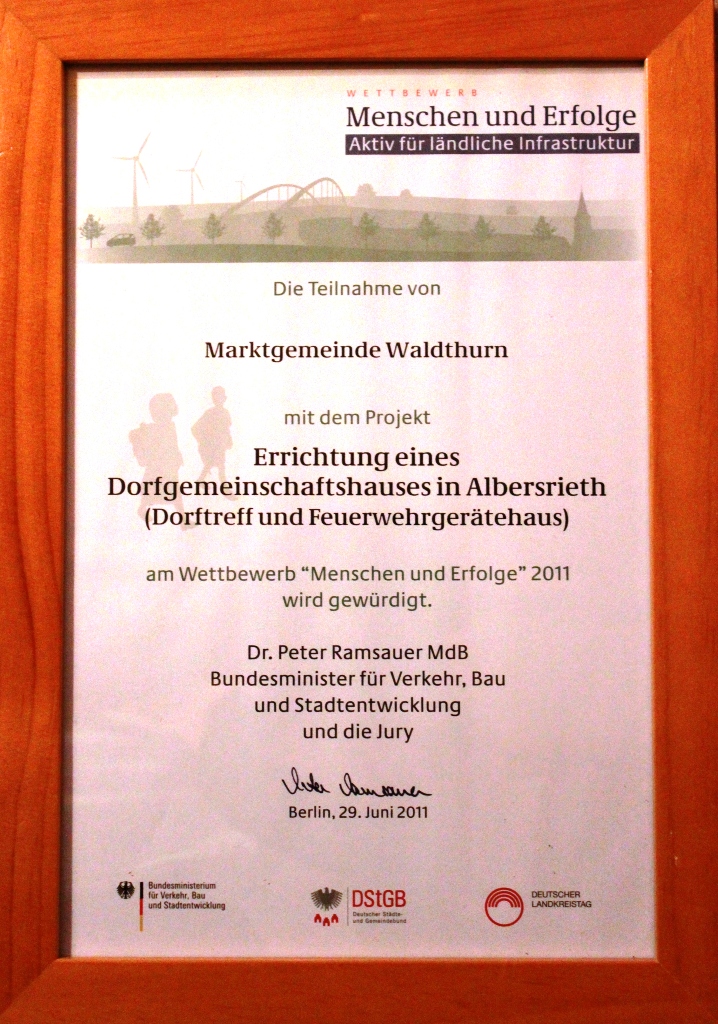 WETTBEWERB
Menschen und Erfolge
Aktiv für ländliche Infrastruktur
Die Teilnahme von
Marktgemeinde Waldthurn
mit dem Projekt
Errichtung eines
Dorfgemeinschaftshauses in Albersrieth
(Dorftreff und Feuerwehrgerätehaus)
am Wettbewerb “Menschen und Erfolge” 2011
wird gewürdigt.
Dr. Peter Ramsauer MdB
Bundesminister für Verkehr, Bau
und Stadtentwicklung
und die Jury
Peter Ramsauer
Berlin, 29. Juni 2011
Bundesministerium
für Verkehr, Bau
und Stadtentwicklung
DStGB
Deutscher Städte-
und Gemeindebund
DEUTSCHER
LANDKREISTAG